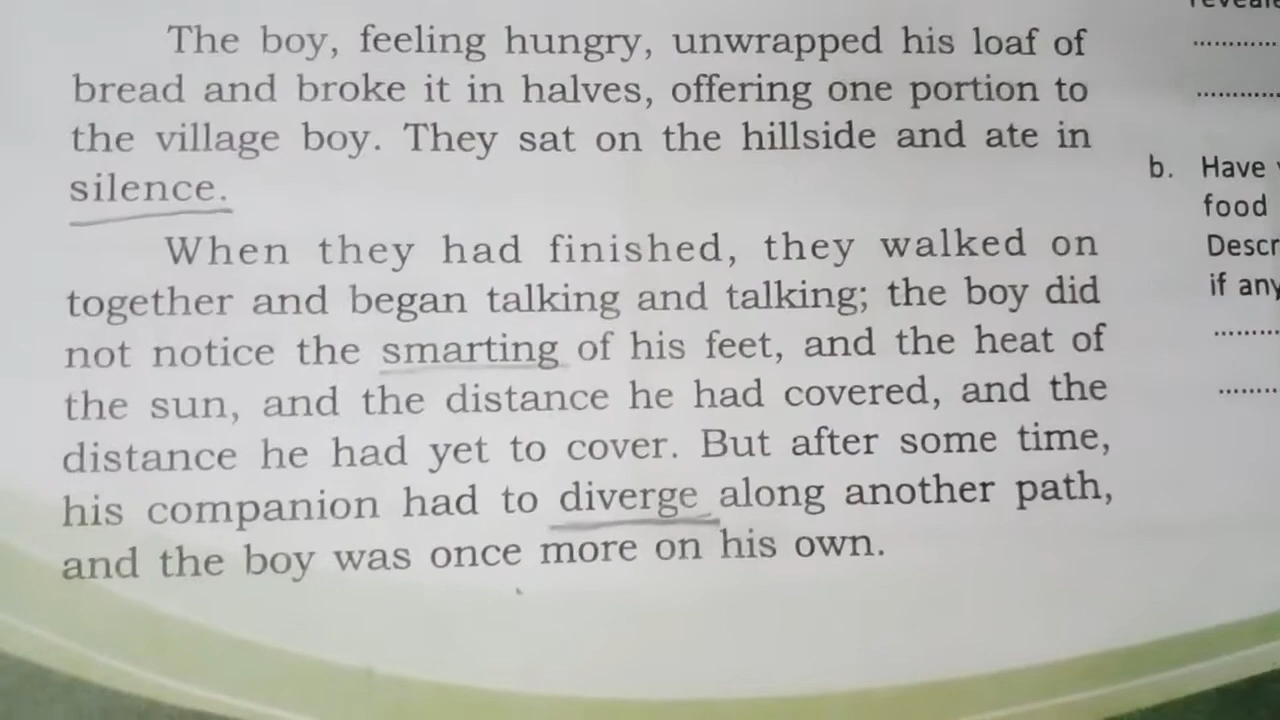 The boy, feeling hungry, unwrapped his loaf of
bread and broke it in halves, offering one portion to
the village boy. They sat on the hillside and ate in
silence.
When they had finished, they walked on
together and began talking and talking; the boy did
not notice the smarting of his feet, and the heat of
the sun, and the distance he had covered, and the
distance he had yet to cover. But after some time,
his companion had to diverge along another path,
and the boy was once more on his own.
b. Have
food
if any